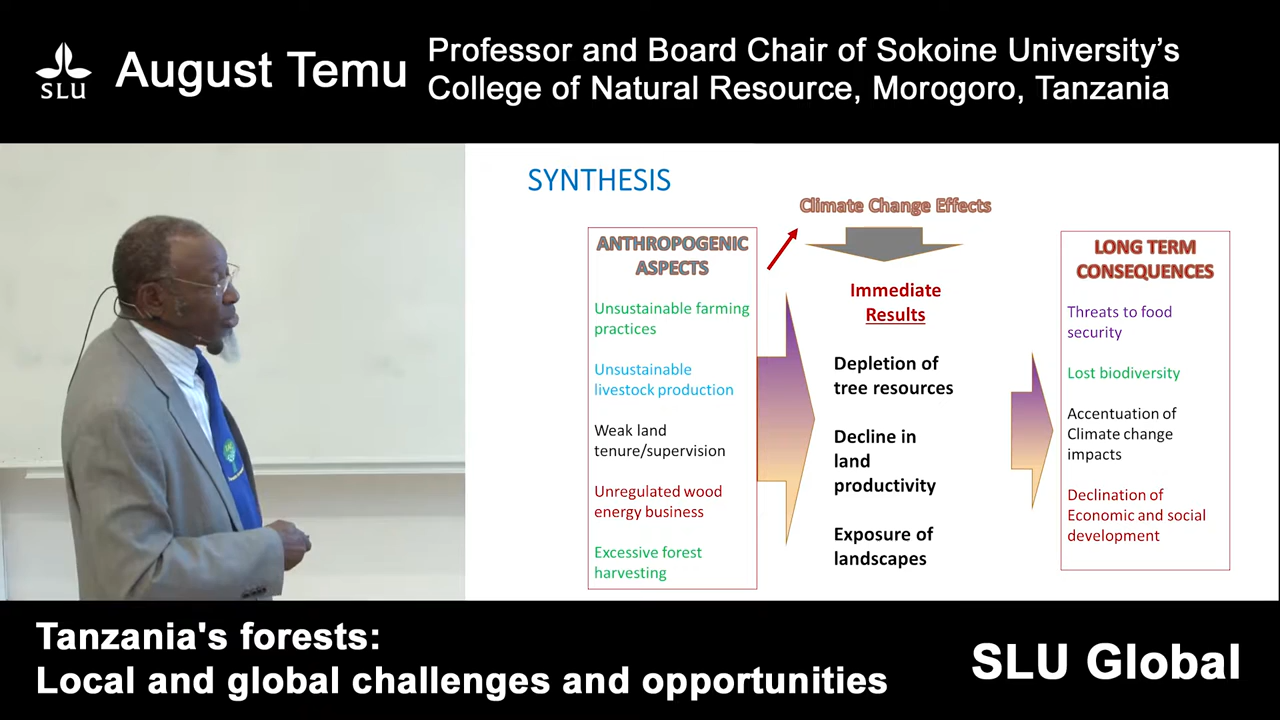 SLU
August Temu
Professor and Board Chair of Sokoine University's
College of Natural Resource, Morogoro, Tanzania
SYNTHESIS
Climate Change Effects
ANTHROPOGENIC
ASPECTS
Unsustainable farming
practices
Unsustainable
livestock production
Weak land
tenure/supervision
Unregulated wood
energy business
Excessive forest
harvesting
Immediate
Results
Depletion of
tree resources
Decline in
land
productivity
Exposure of
landscapes
LONG TERM
CONSEQUENCES
Threats to food
security
Lost biodiversity
Accentuation of
Climate change
impacts
Declination of
Economic and social
development
Tanzania's forests:
Local and global challenges and opportunities
SLU Global